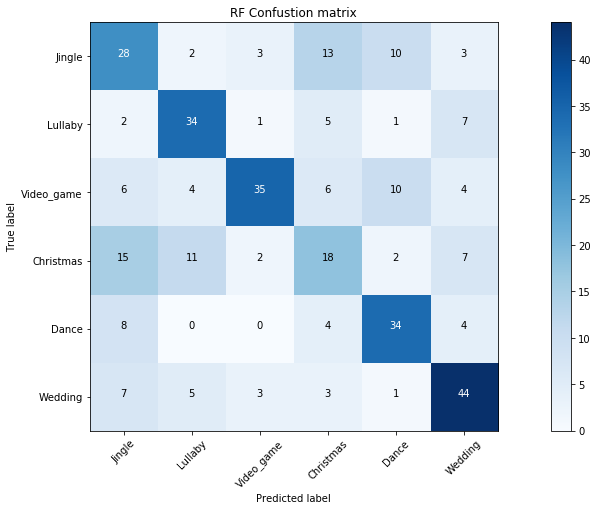 RF Confustion matrix
Jingle 28 2 3 13 10 3
Lullaby 2 34 1 5 1 7
Video_game 6 4 35 6 10 4
Christmas 15 11 2 18 2 7
Dance 8 0 0 4 34 4
Wedding 7 5 3 3 1 44
Jingle Lullaby Video_game Christmas Dance Wedding
Predicted label
True label
40
35
30
25
20
15
10
5
0